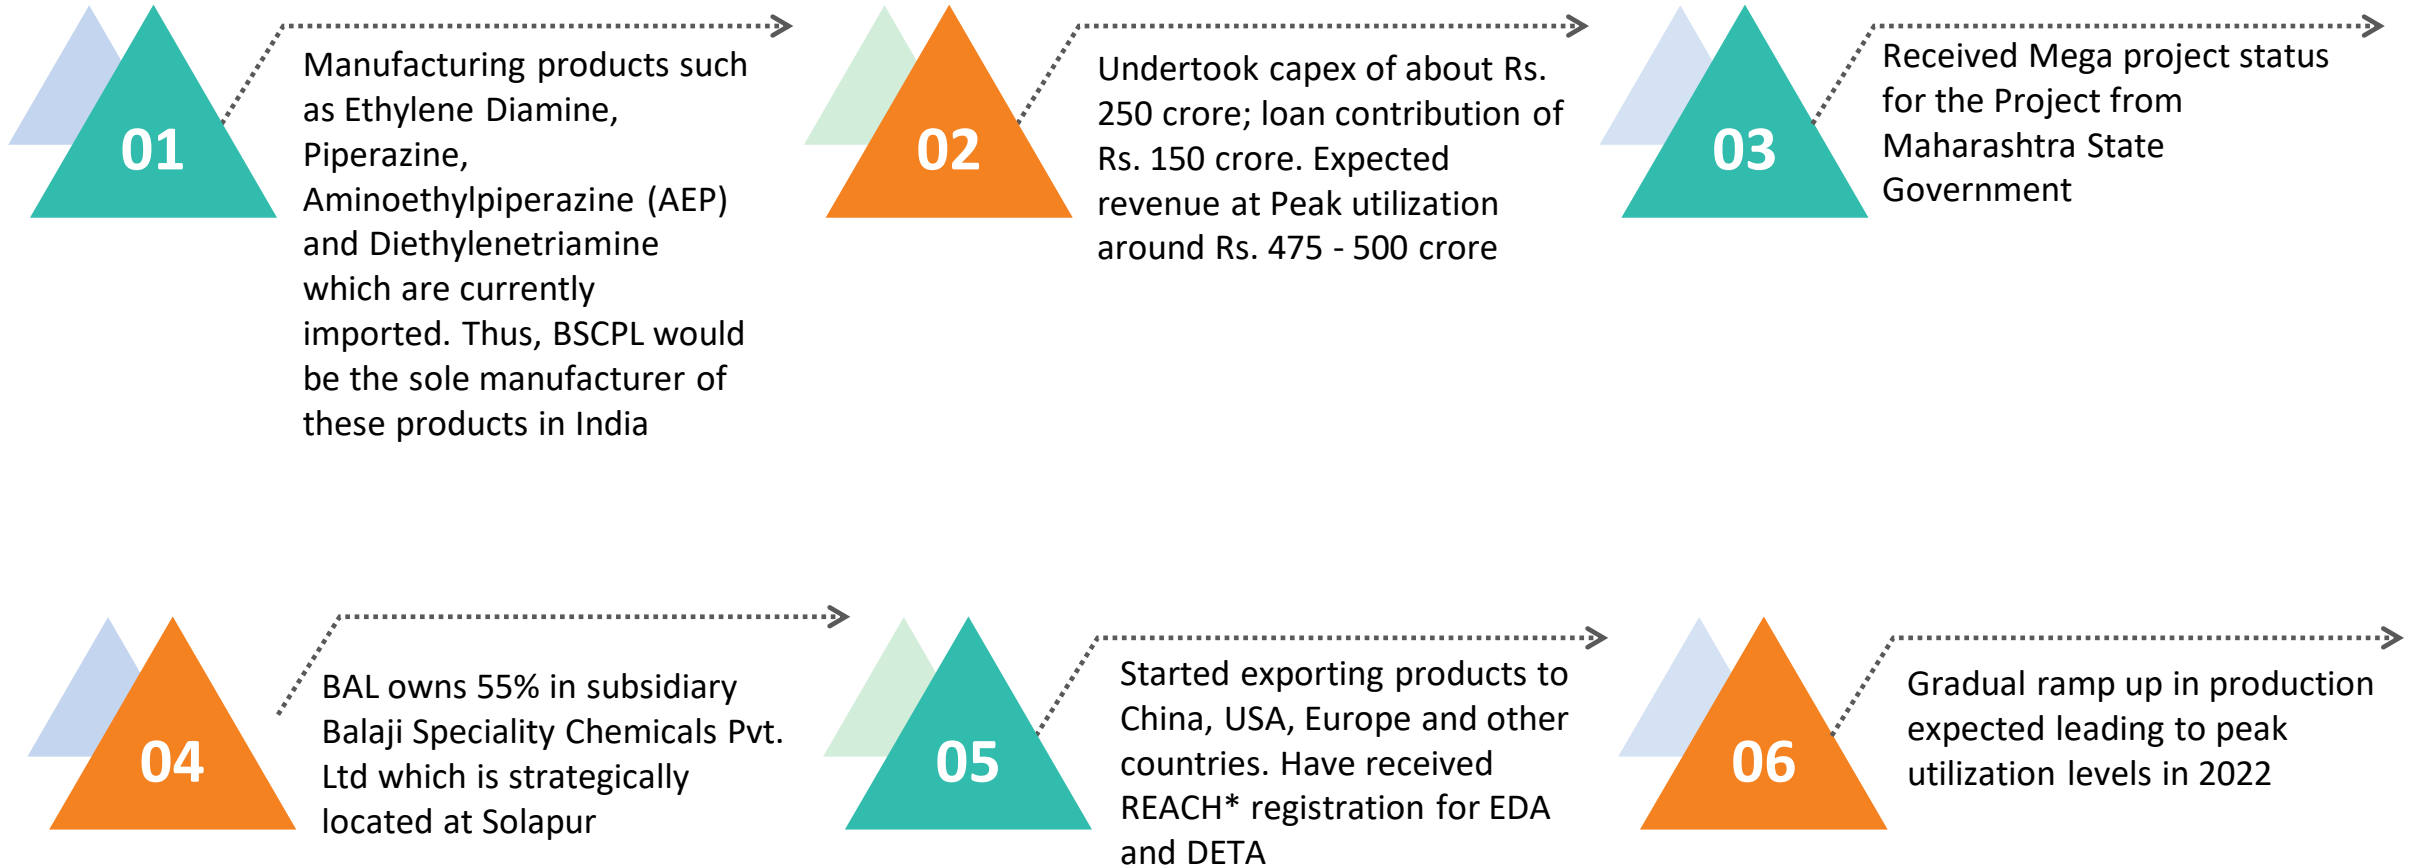 01
Manufacturing products such
as Ethylene Diamine,
Piperazine,
Aminoethylpiperazine (AEP)
and Diethylenetriamine
which are currently
imported. Thus, BSCPL would
be the sole manufacturer of
these products in India
02
Undertook capex of about Rs.
250 crore; loan contribution of
Rs. 150 crore. Expected
revenue at Peak utilization
around Rs. 475 - 500 crore
03
Received Mega project status
for the Project from
Maharashtra State
Government
04
BAL owns 55% in subsidiary
Balaji Speciality Chemicals Pvt.
Ltd which is strategically
located at Solapur
05
Started exporting products to
China, USA, Europe and other
countries. Have received
REACH* registration for EDA
and DETA
06
Gradual ramp up in production
expected leading to peak
utilization levels in 2022